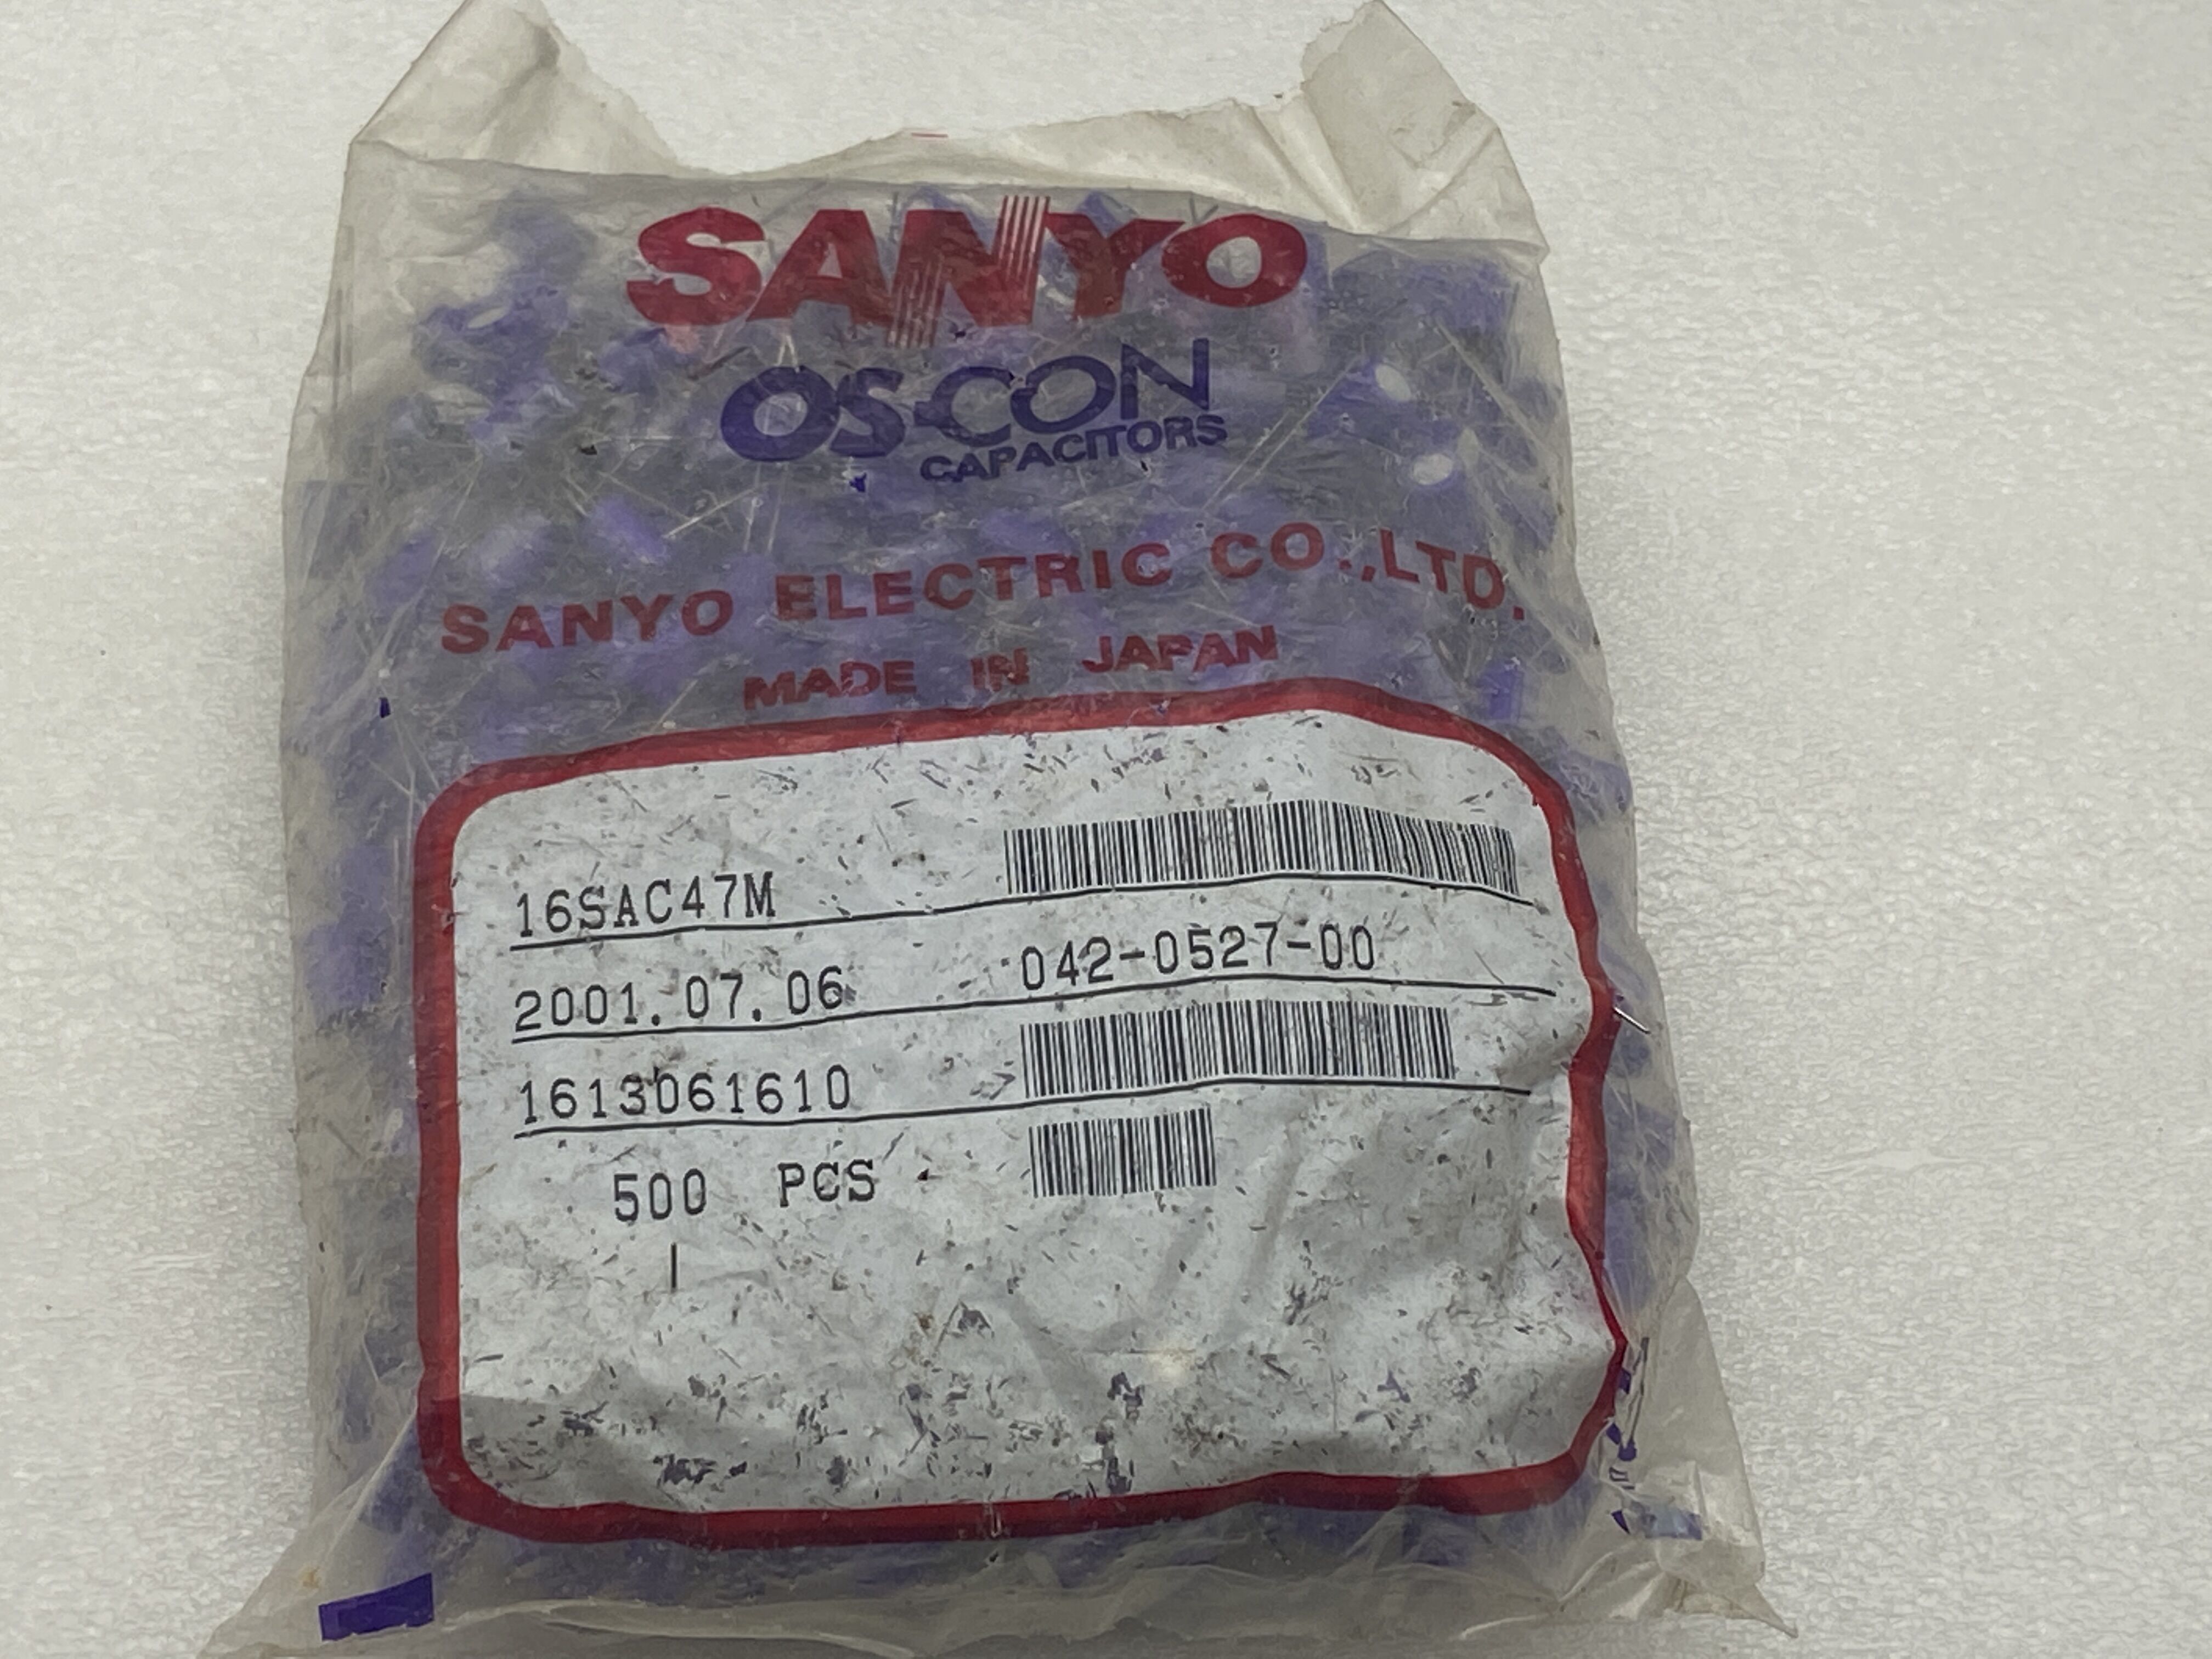 SANYO
OS-CON
CAPACITORS
SANYO ELECTRIC CO.,LTD.
MADE IN JAPAN
16SAC47M
2001.07.06 042-0527-00
1613061610
500 PCS